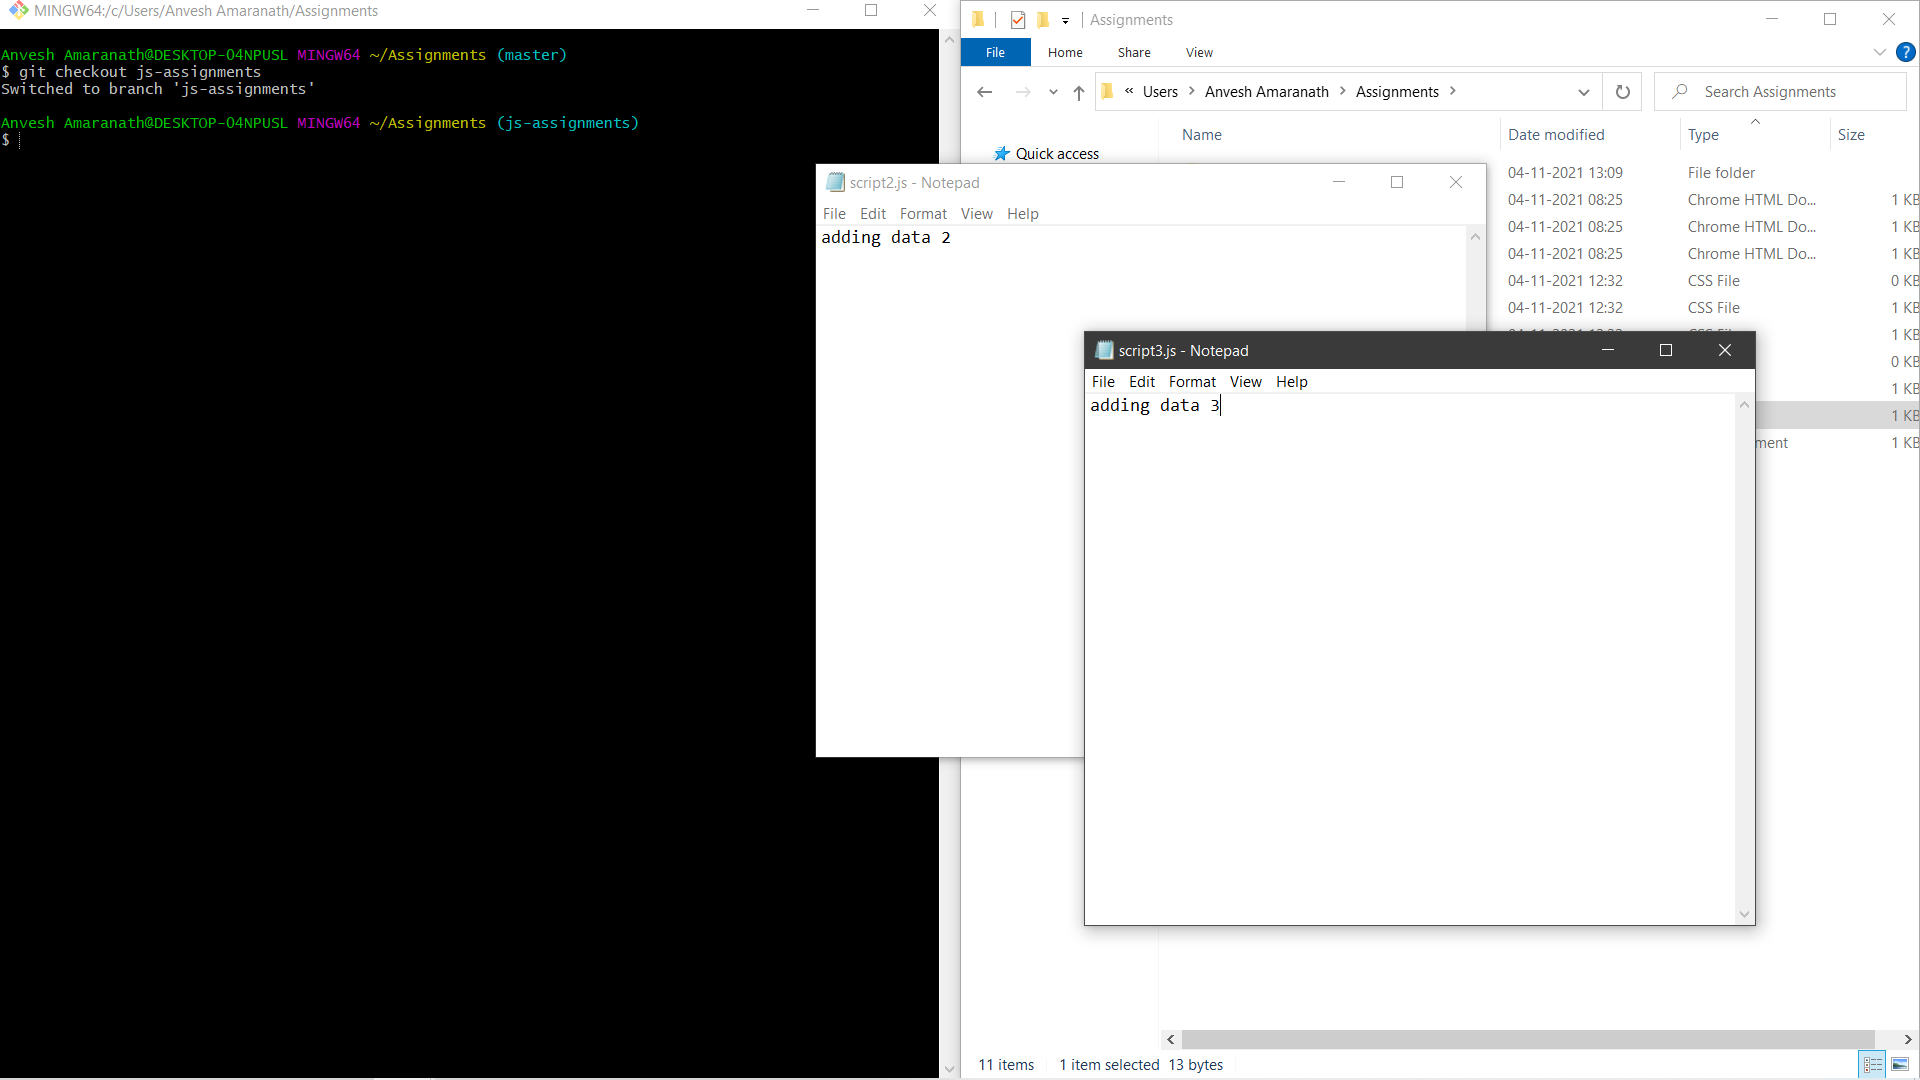 MINGW64:/c/Users/Anvesh Amaranath/Assignments
Anvesh Amaranath@DESKTOP-O4NPUSL MINGW64 ~/Assignments (master)
$ git checkout js-assignments
Switched to branch 'js-assignments'
Anvesh Amaranath@DESKTOP-O4NPUSL MINGW64 ~/Assignments (js-assignments)
$
Assignments
File Home Share View
« Users > Anvesh Amaranath > Assignments >
Search Assignments
Quick access
Name Date modified Type Size
04-11-2021 13:09 File folder
04-11-2021 08:25 Chrome HTML Do... 1 KB
04-11-2021 08:25 Chrome HTML Do... 1 KB
04-11-2021 08:25 Chrome HTML Do... 1 KB
04-11-2021 12:32 CSS File 0 KB
04-11-2021 12:32 CSS File 1 KB
1 KB
0 KB
1 KB
1 KB
1 KB
script2.js - Notepad
File Edit Format View Help
adding data 2
script3.js - Notepad
File Edit Format View Help
adding data 3
11 items 1 item selected 13 bytes